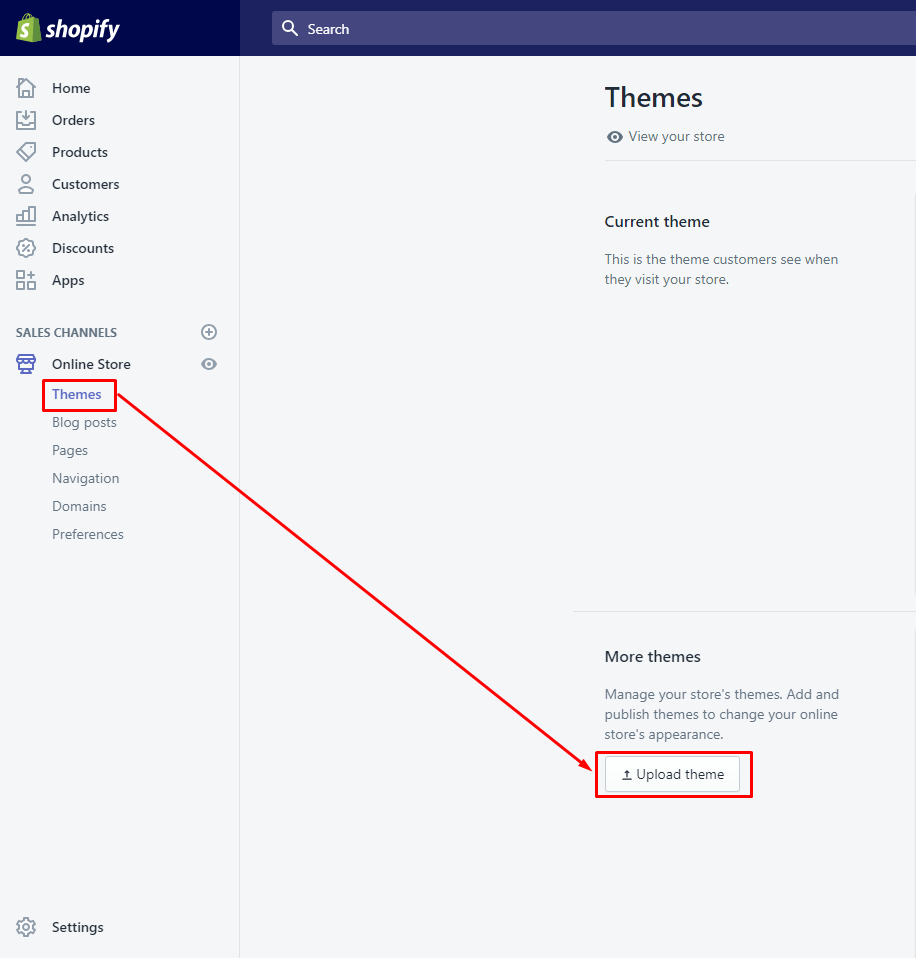 shopify
Search
Home
Orders
Products
Customers
Analytics
Discounts
Apps
SALES CHANNELS
Online Store
Themes
Blog posts
Pages
Navigation
Domains
Preferences
Settings
Themes
View your store
Current theme
This is the theme customers see when
they visit your store.
More themes
Manage your store's themes. Add and
publish themes to change your online
store's appearance.
Upload theme